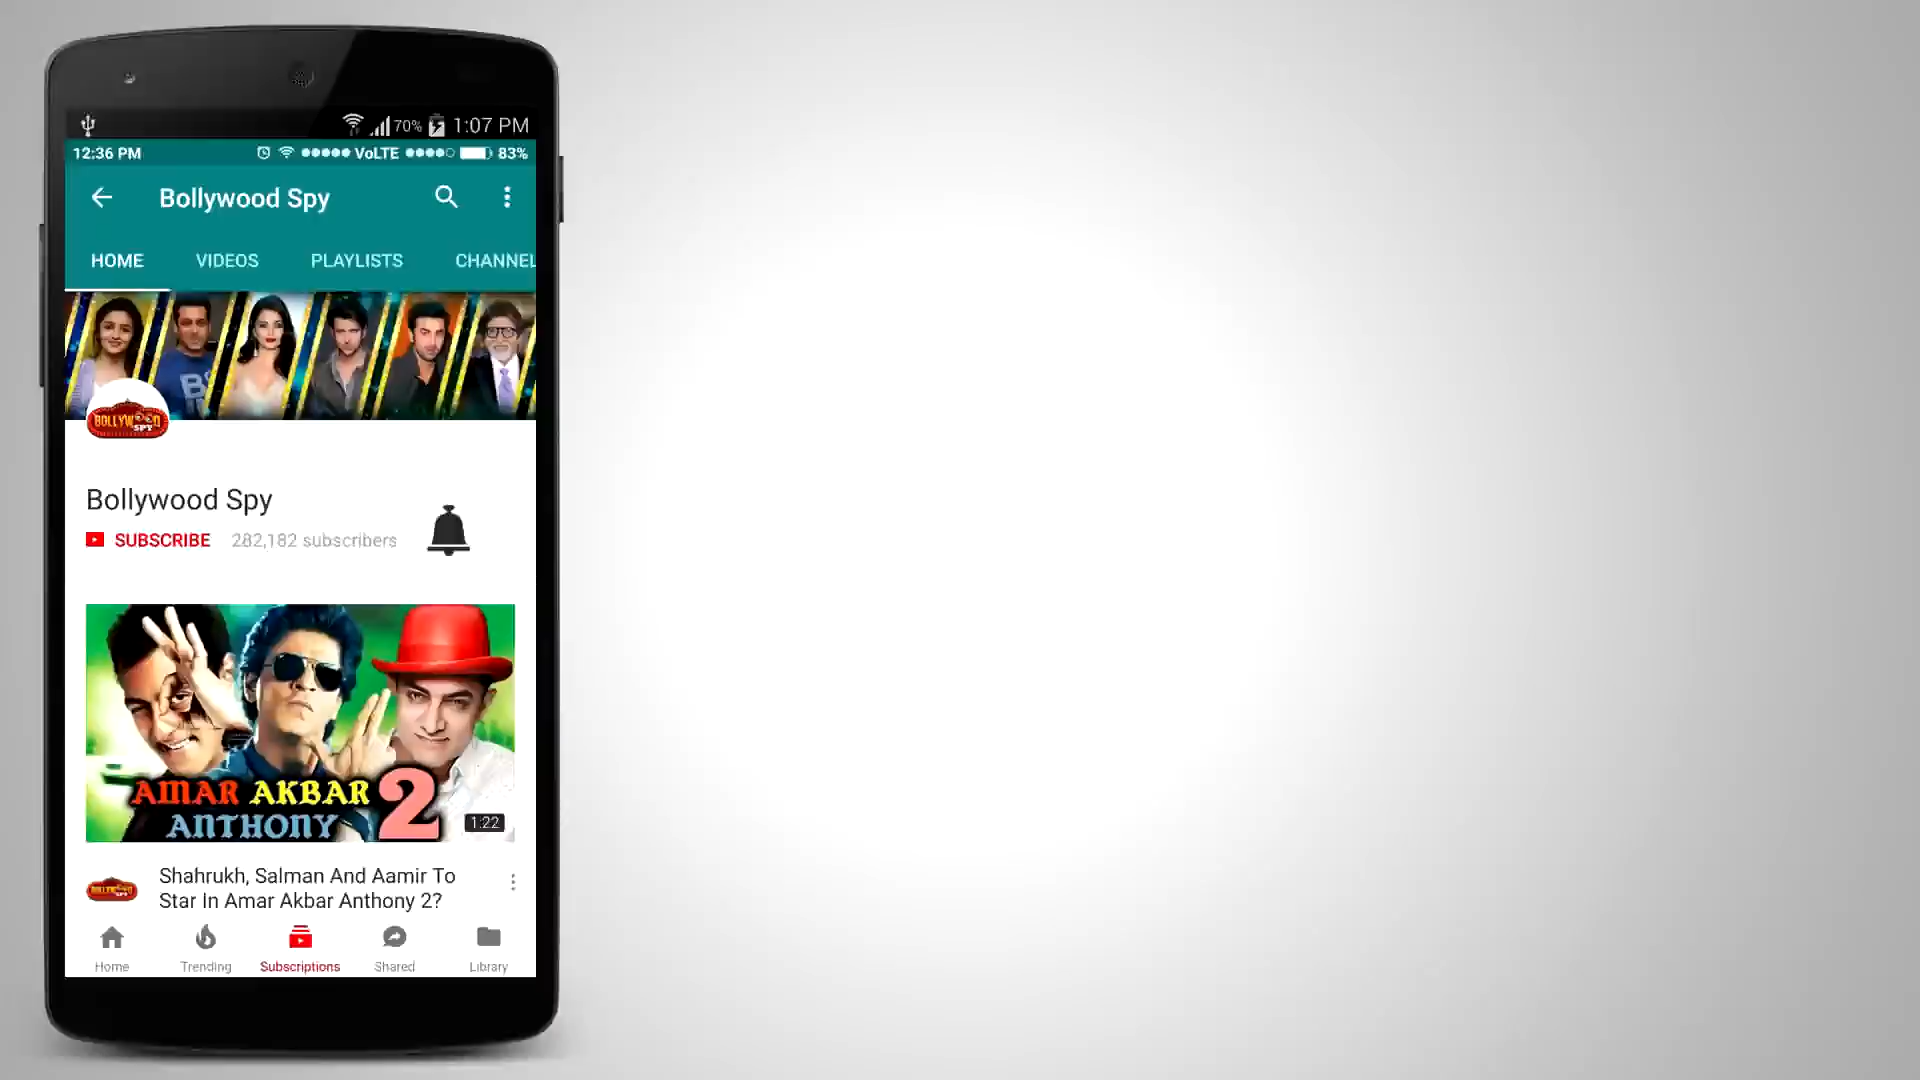 70% 1:07 PM
12:36 PM VoLTE 83%
Bollywood Spy
HOME VIDEOS PLAYLISTS CHANNEL
BOLLYWOOD
SPY
Bollywood Spy
SUBSCRIBE 282,182 subscribers
AMAR AKBAR
ANTHONY 2
1:22
Shahrukh, Salman And Aamir To
Star In Amar Akbar Anthony 2?
Home Trending Subscriptions Shared Library